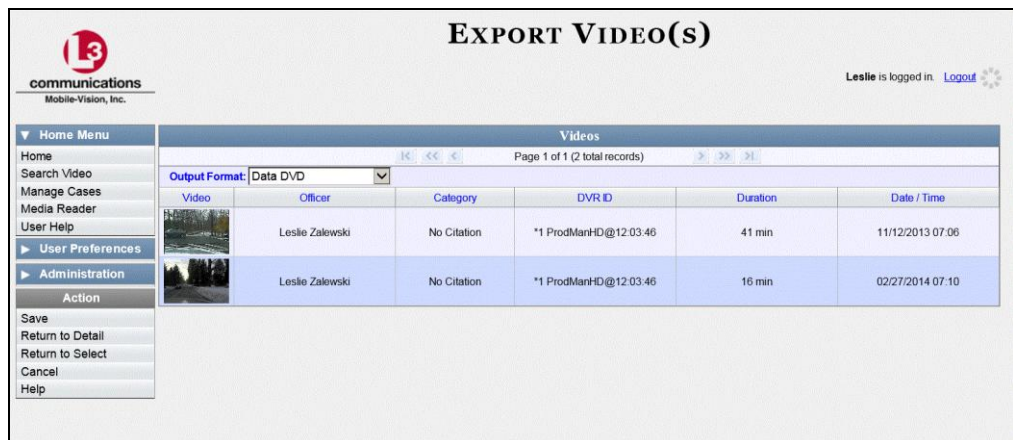 EXPORT VIDEO(S)
L3
communications
Mobile-Vision, Inc.
Leslie is logged in. Logout
▼ Home Menu
Home
Search Video
Manage Cases
Media Reader
User Help
▶ User Preferences
▶ Administration
Action
Save
Return to Detail
Return to Select
Cancel
Help
Videos
Page 1 of 1 (2 total records)
Output Format: Data DVD
Video Officer Category DVR ID Duration Date / Time
Leslie Zalewski No Citation *1 ProdManHD@12:03:46 41 min 11/12/2013 07:06
Leslie Zalewski No Citation *1 ProdManHD@12:03:46 16 min 02/27/2014 07:10